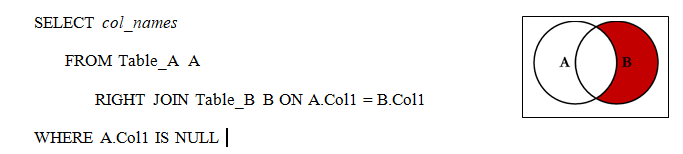 SELECT col_names
FROM Table_A A
RIGHT JOIN Table_B B ON A.Col1 = B.Col1
WHERE A.Col1 IS NULL
A B